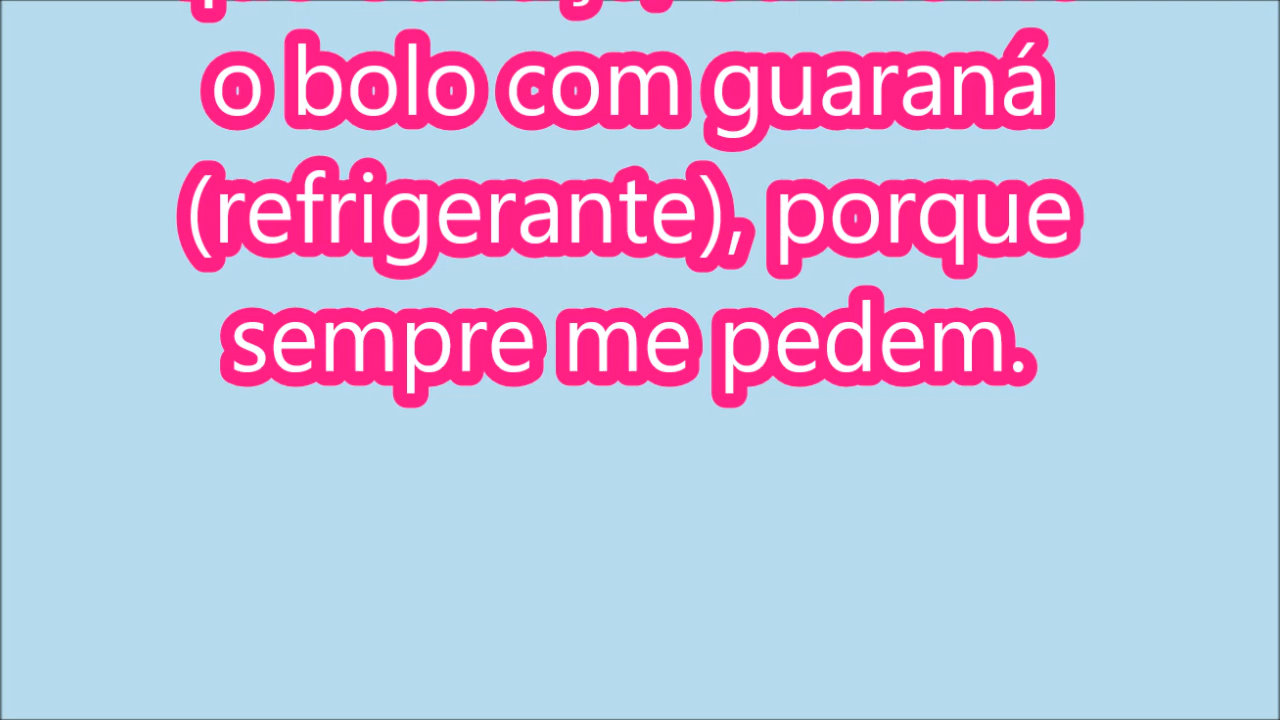 o bolo com guaraná
(refrigerante), porque
sempre me pedem.